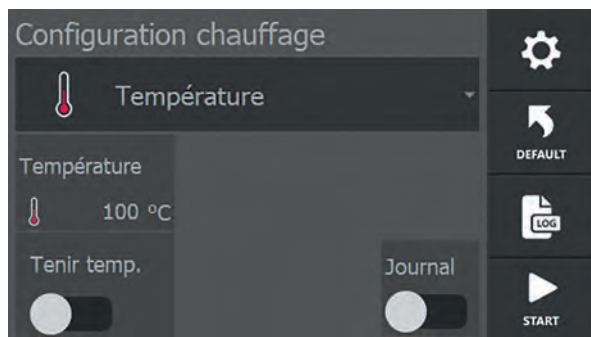 Configuration chauffage
Température
DEFAULT
Température
100 °C
LOG
Tenir temp.
Journal
START